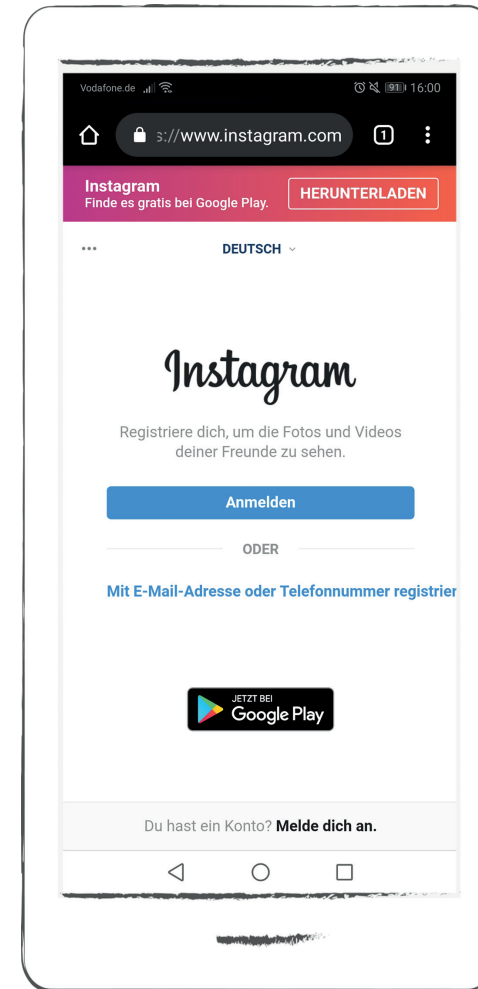 Vodafone.de 91 16:00
s://www.instagram.com 1
Instagram
Finde es gratis bei Google Play.
HERUNTERLADEN
DEUTSCH
Instagram
Registriere dich, um die Fotos und Videos
deiner Freunde zu sehen.
Anmelden
ODER
Mit E-Mail-Adresse oder Telefonnummer registrier
JETZT BEI
Google Play
Du hast ein Konto? Melde dich an.